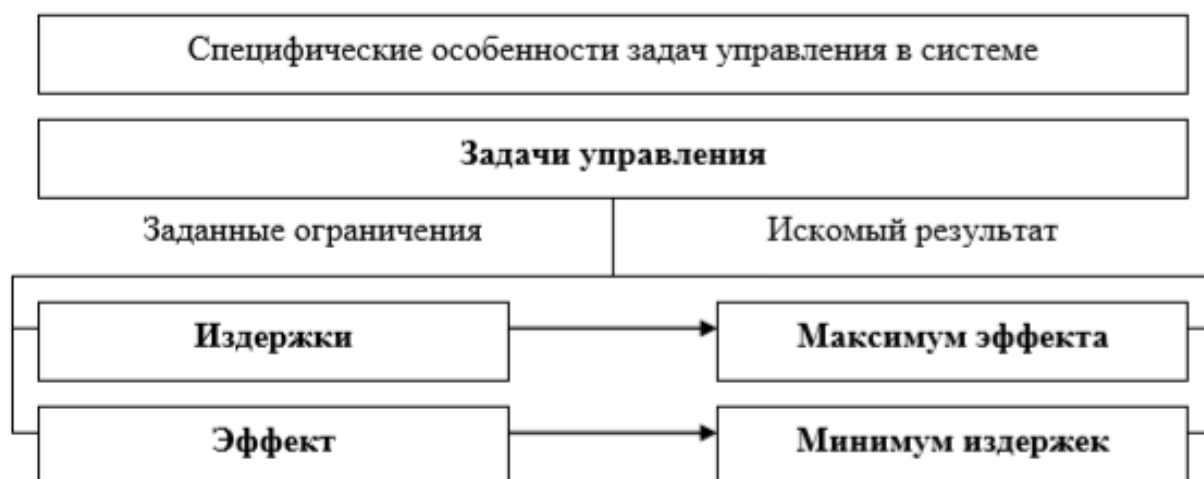 Специфические особенности задач управления в системе
Задачи управления
Заданные ограничения
Искомый результат
Издержки
Максимум эффекта
Эффект
Минимум издержек